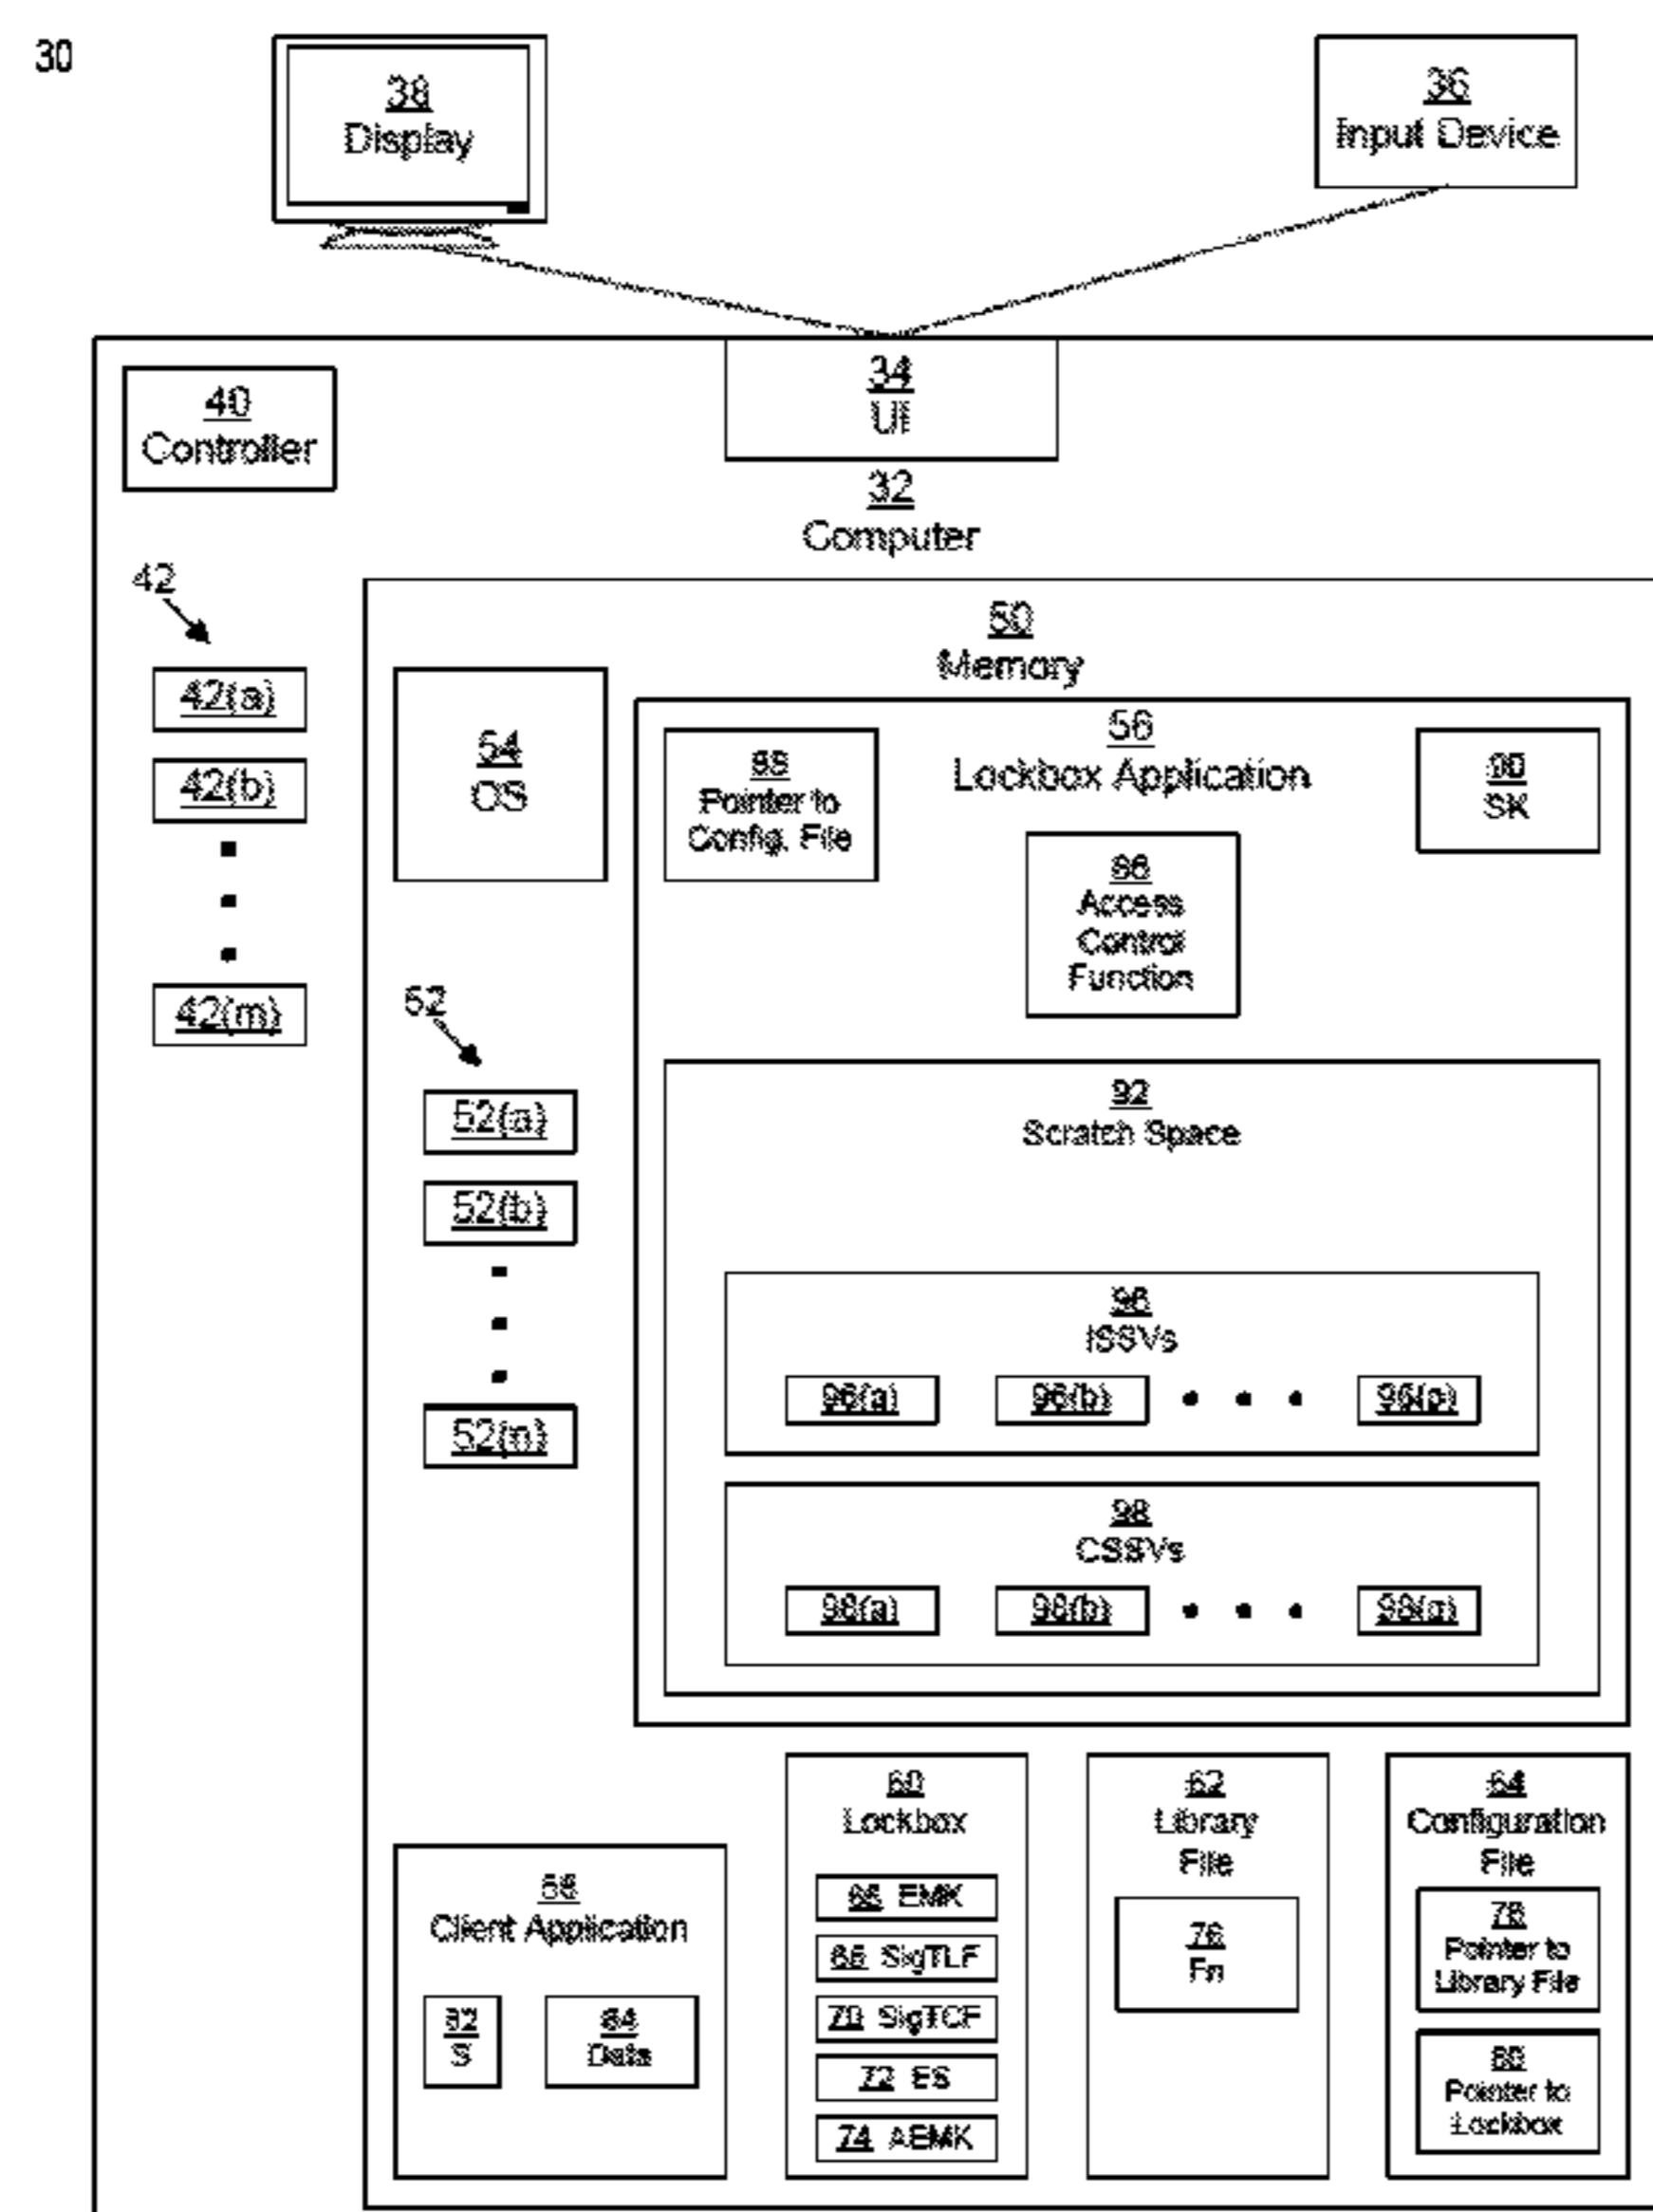 30
38
Display
36
Input Device
34
UI
40
Controller
32
Computer
42
50
Memory
42(a)
42(b)
42(m)
54
OS
56
Lockbox Application
88
Pointer to
Config. File
90
SK
86
Access
Control
Function
52
52(a)
52(b)
52(n)
92
Scratch Space
96
ISSVs
96(a)
96(b)
96(p)
98
CSSVs
98(a)
98(b)
98(q)
58
Client Application
82
S
84
Data
60
Lockbox
EMK
SigTLF
70 SigTCF
72 ES
74 AEMK
62
Library
File
76
Fn
64
Configuration
File
78
Pointer to
Library File
80
Pointer to
Lockbox